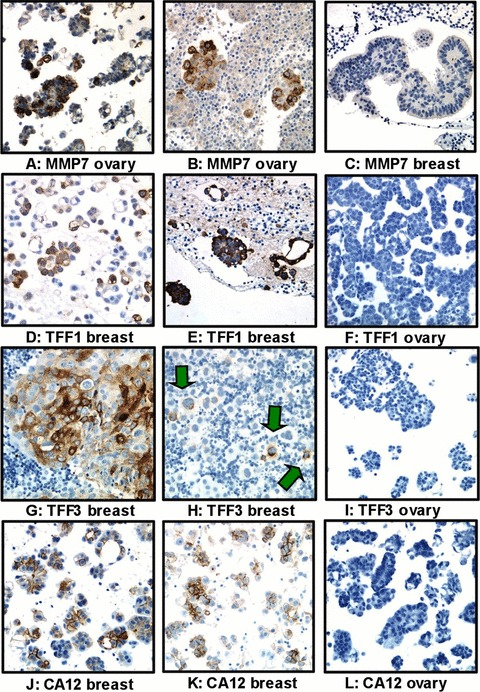 A: MMP7 ovary
B: MMP7 ovary
C: MMP7 breast
D: TFF1 breast
E: TFF1 breast
F: TFF1 ovary
G: TFF3 breast
H: TFF3 breast
I: TFF3 ovary
J: CA12 breast
K: CA12 breast
L: CA12 ovary